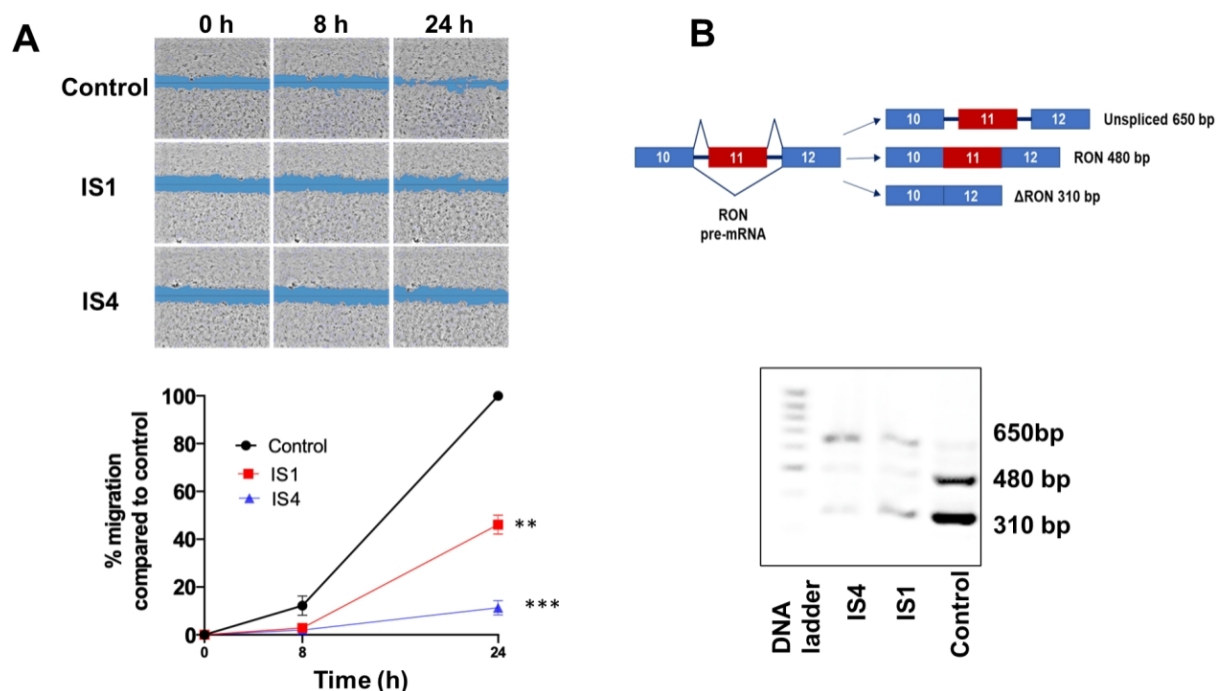 A
0 h 8 h 24 h
Control
IS1
IS4
100
80
60
40
20
0
% migration
compared to control
Control
IS1
IS4
**
***
0 8 24
Time (h)
B
10 11 12 Unspliced 650 bp
10 11 12
10 11 12 RON 480 bp
10 12 ΔRON 310 bp
RON
pre-mRNA
650bp
480 bp
310 bp
DNA
ladder
IS4
IS1
Control